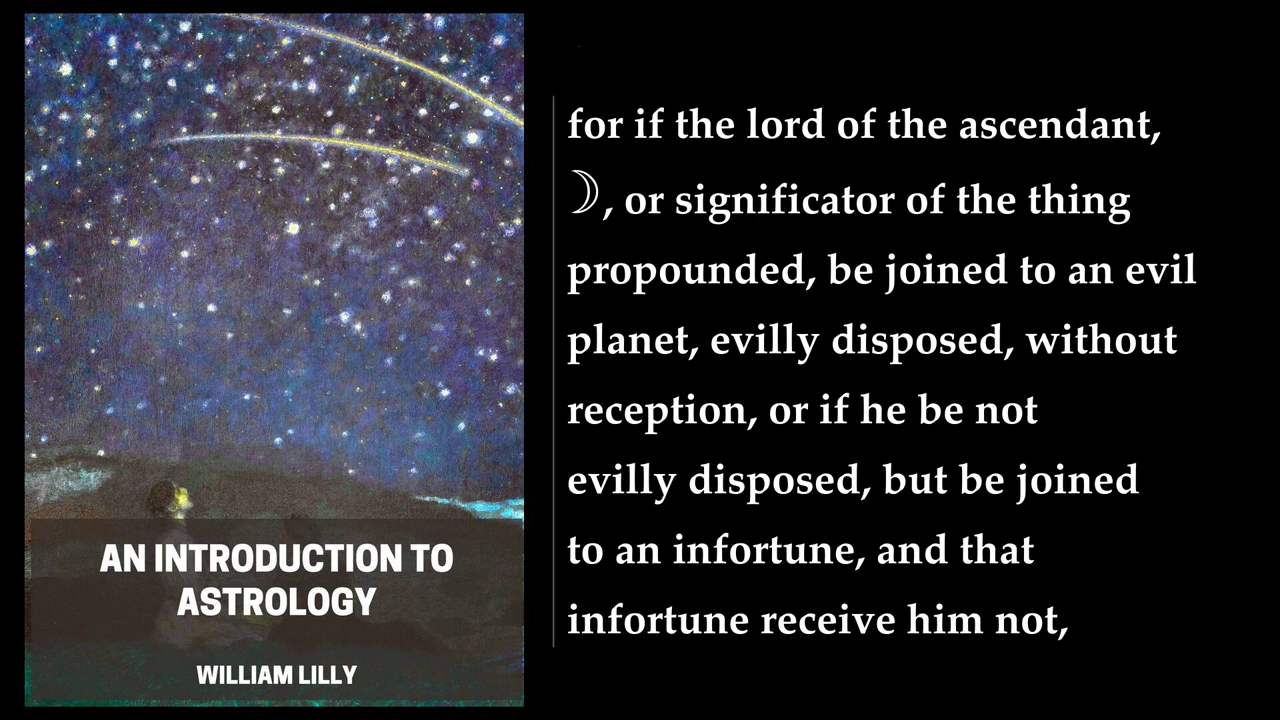 AN INTRODUCTION TO
ASTROLOGY
WILLIAM LILLY
for if the lord of the ascendant,
☽, or significator of the thing
propounded, be joined to an evil
planet, evilly disposed, without
reception, or if he be not
evilly disposed, but be joined
to an infortune, and that
infortune receive him not,